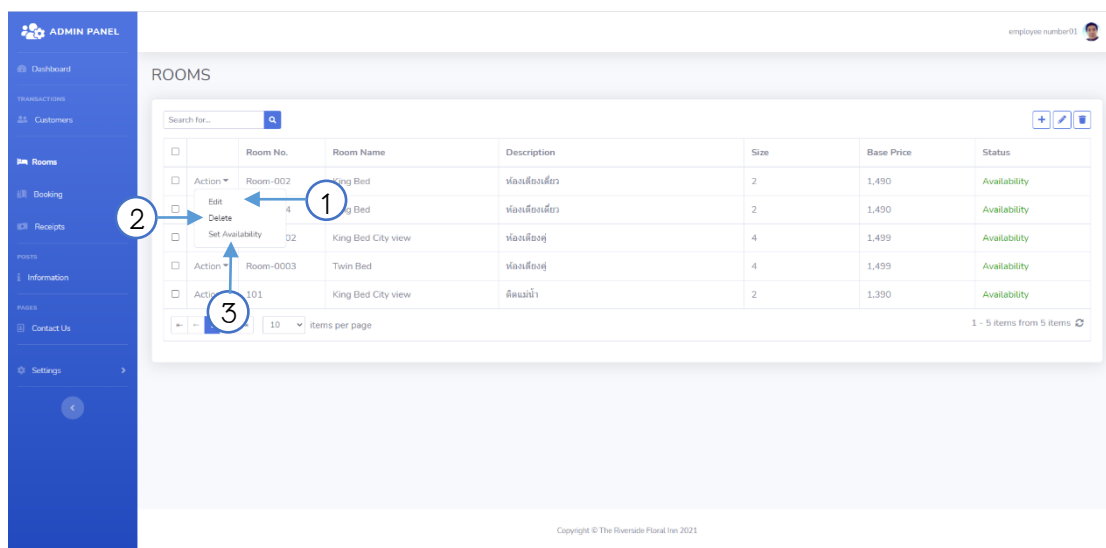 ADMIN PANEL
employee number01
Dashboard
ROOMS
TRANSACTIONS
Customers
Search for...
Room No. Room Name Description Size Base Price Status
Rooms
Action Room-002 King Bed ห้องเตียงเดี่ยว 2 1,490 Availability
Booking
Edit 1
4 Bed ห้องเตียงเดี่ยว 2 1,490 Availability
2 Delete
Receipts
Set Availability 02 King Bed City view ห้องเตียงคู่ 4 1,499 Availability
POSTS
Information
Action Room-0003 Twin Bed ห้องเตียงคู่ 4 1,499 Availability
101 King Bed City view ติดแม่น้ำ 2 1,390 Availability
PAGES
3
Contact Us
10 items per page 1 - 5 items from 5 items
Settings
Copyright © The Riverside Floral Inn 2021